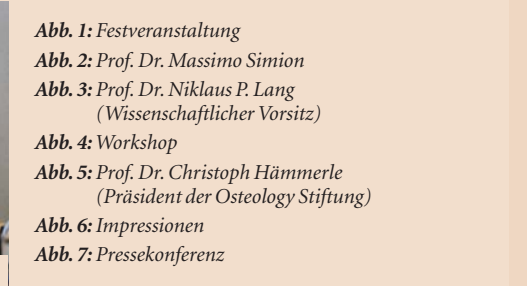 Abb. 1: Festveranstaltung
Abb. 2: Prof. Dr. Massimo Simion
Abb. 3: Prof. Dr. Niklaus P. Lang
(Wissenschaftlicher Vorsitz)
Abb. 4: Workshop
Abb. 5: Prof. Dr. Christoph Hämmerle
(Präsident der Osteology Stiftung)
Abb. 6: Impressionen
Abb. 7: Pressekonferenz